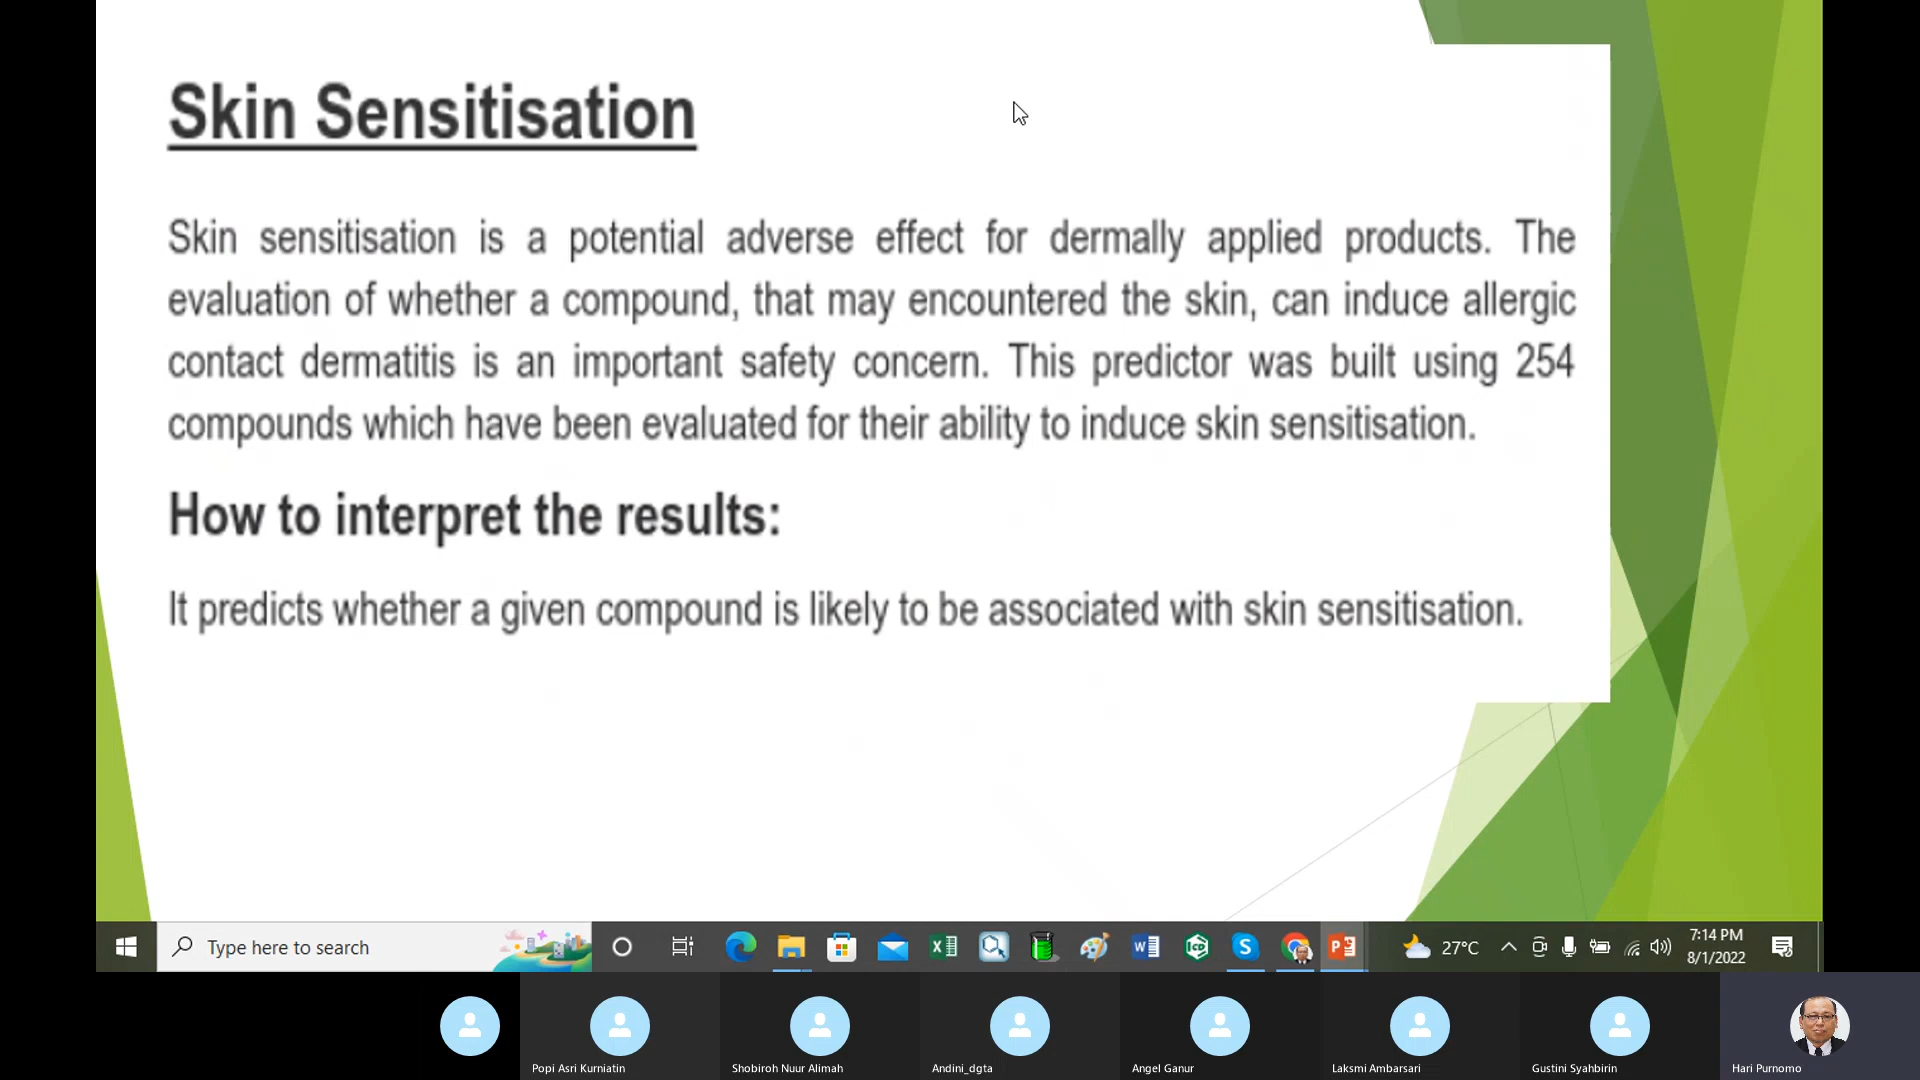 Skin Sensitisation
Skin sensitisation is a potential adverse effect for dermally applied products. The
evaluation of whether a compound, that may encountered the skin, can induce allergic
contact dermatitis is an important safety concern. This predictor was built using 254
compounds which have been evaluated for their ability to induce skin sensitisation.
How to interpret the results:
It predicts whether a given compound is likely to be associated with skin sensitisation.
Type here to search
27°C
7:14 PM
8/1/2022
Popi Asri Kurniatin
Shobiroh Nuur Alimah
Andini_dgta
Angel Ganur
Laksmi Ambarsari
Gustini Syahbirin
Hari Purnomo